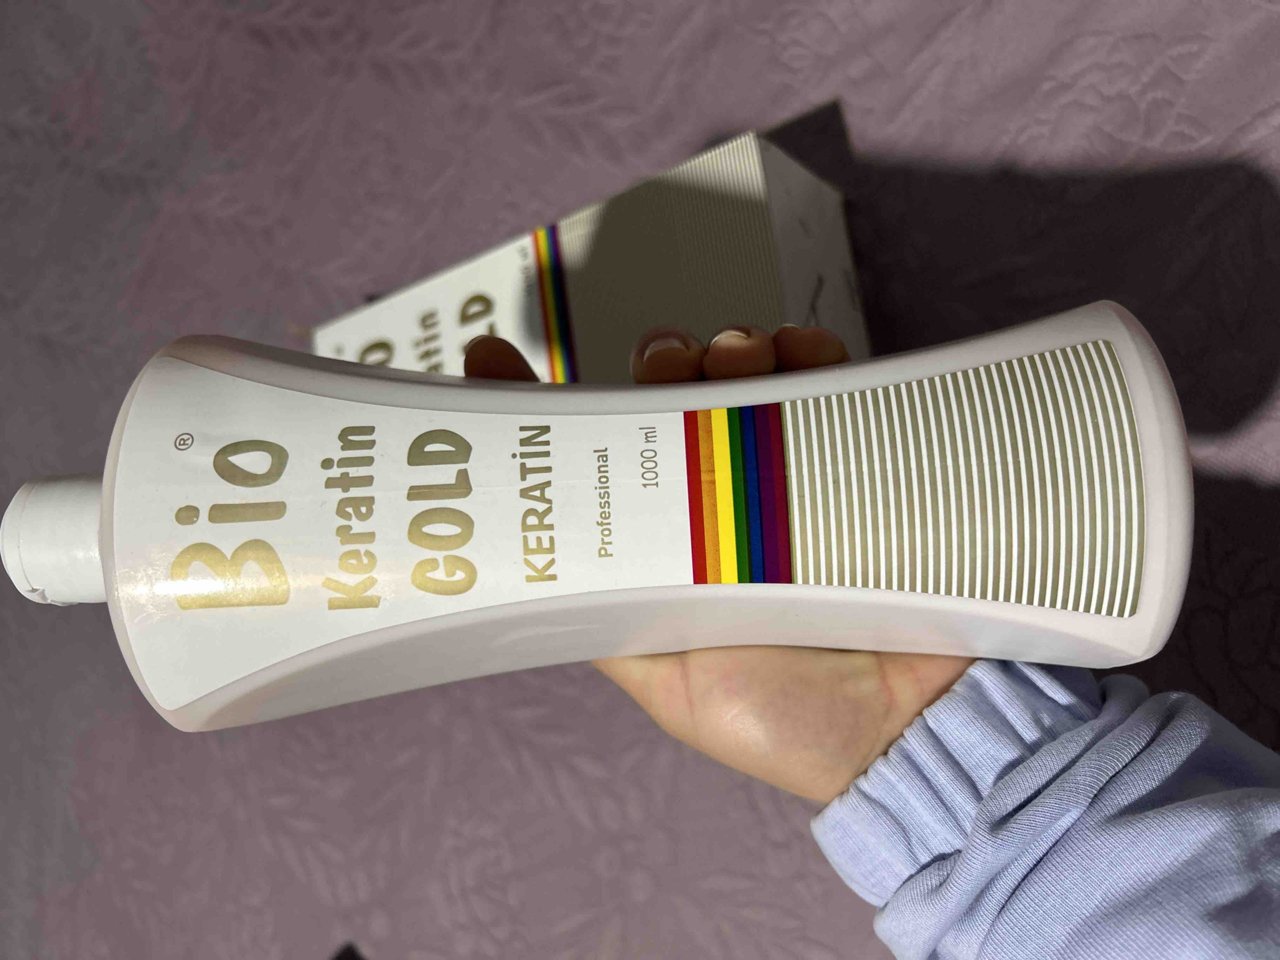 Bio®
Keratin
GOLD
KERATİN
Professional
1000 ml